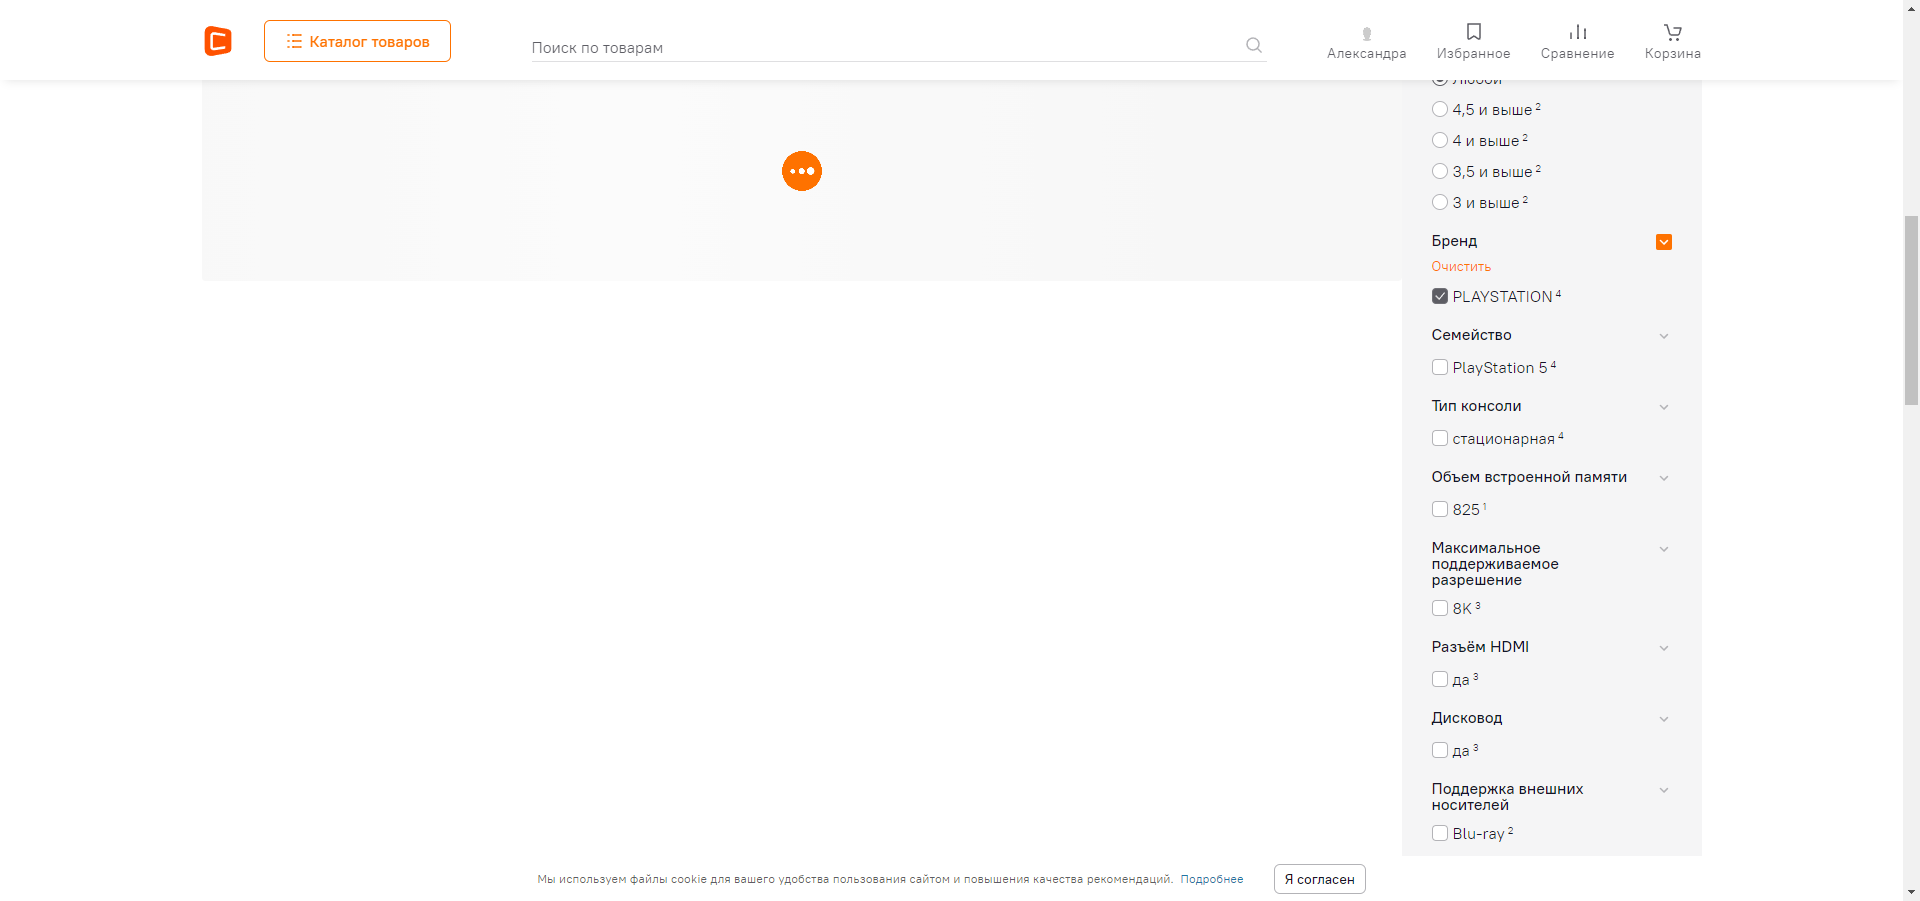 Каталог товаров
Поиск по товарам
Александра
Избранное
Сравнение
Корзина
Любой
4,5 и выше 2
4 и выше 2
3,5 и выше 2
3 и выше 2
Бренд
Очистить
PLAYSTATION 4
Семейство
PlayStation 5 4
Тип консоли
стационарная 4
Объем встроенной памяти
825 1
Максимальное
поддерживаемое
разрешение
8K 3
Разъём HDMI
да 3
Дисковод
да 3
Поддержка внешних
носителей
Blu-ray 2
Мы используем файлы cookie для вашего удобства пользования сайтом и повышения качества рекомендаций. Подробнее
Я согласен